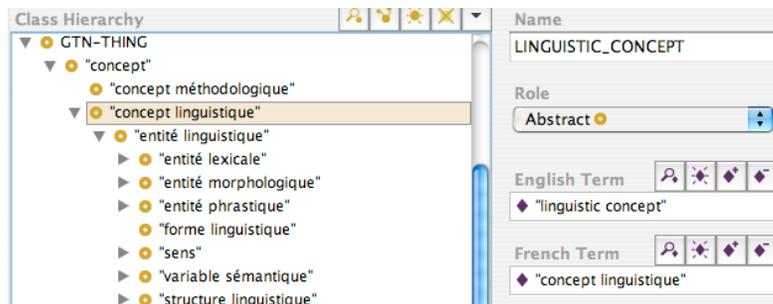 Class Hierarchy
GTN-THING
"concept"
"concept méthodologique"
"concept linguistique"
"entité linguistique"
"entité lexicale"
"entité morphologique"
"entité phrastique"
"forme linguistique"
"sens"
"variable sémantique"
"structure linguistique"
Name
LINGUISTIC_CONCEPT
Role
Abstract
English Term
"linguistic concept"
French Term
"concept linguistique"